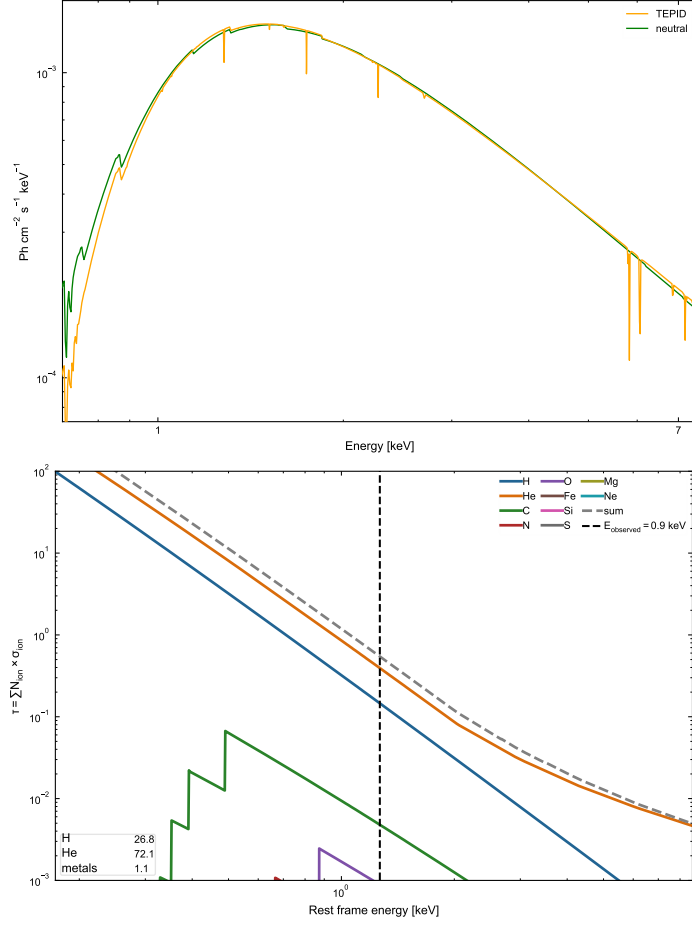 TEPID
neutral
10⁻³
10⁻⁴
Ph cm⁻² s⁻¹ keV⁻¹
1
7
Energy [keV]
10²
10¹
10⁰
10⁻¹
10⁻²
10⁻³
τ = ∑N_ion × σ_ion
H
He
C
N
O
Fe
Si
S
Mg
Ne
sum
E_observed = 0.9 keV
H 26.8
He 72.1
metals 1.1
10⁰
Rest frame energy [keV]